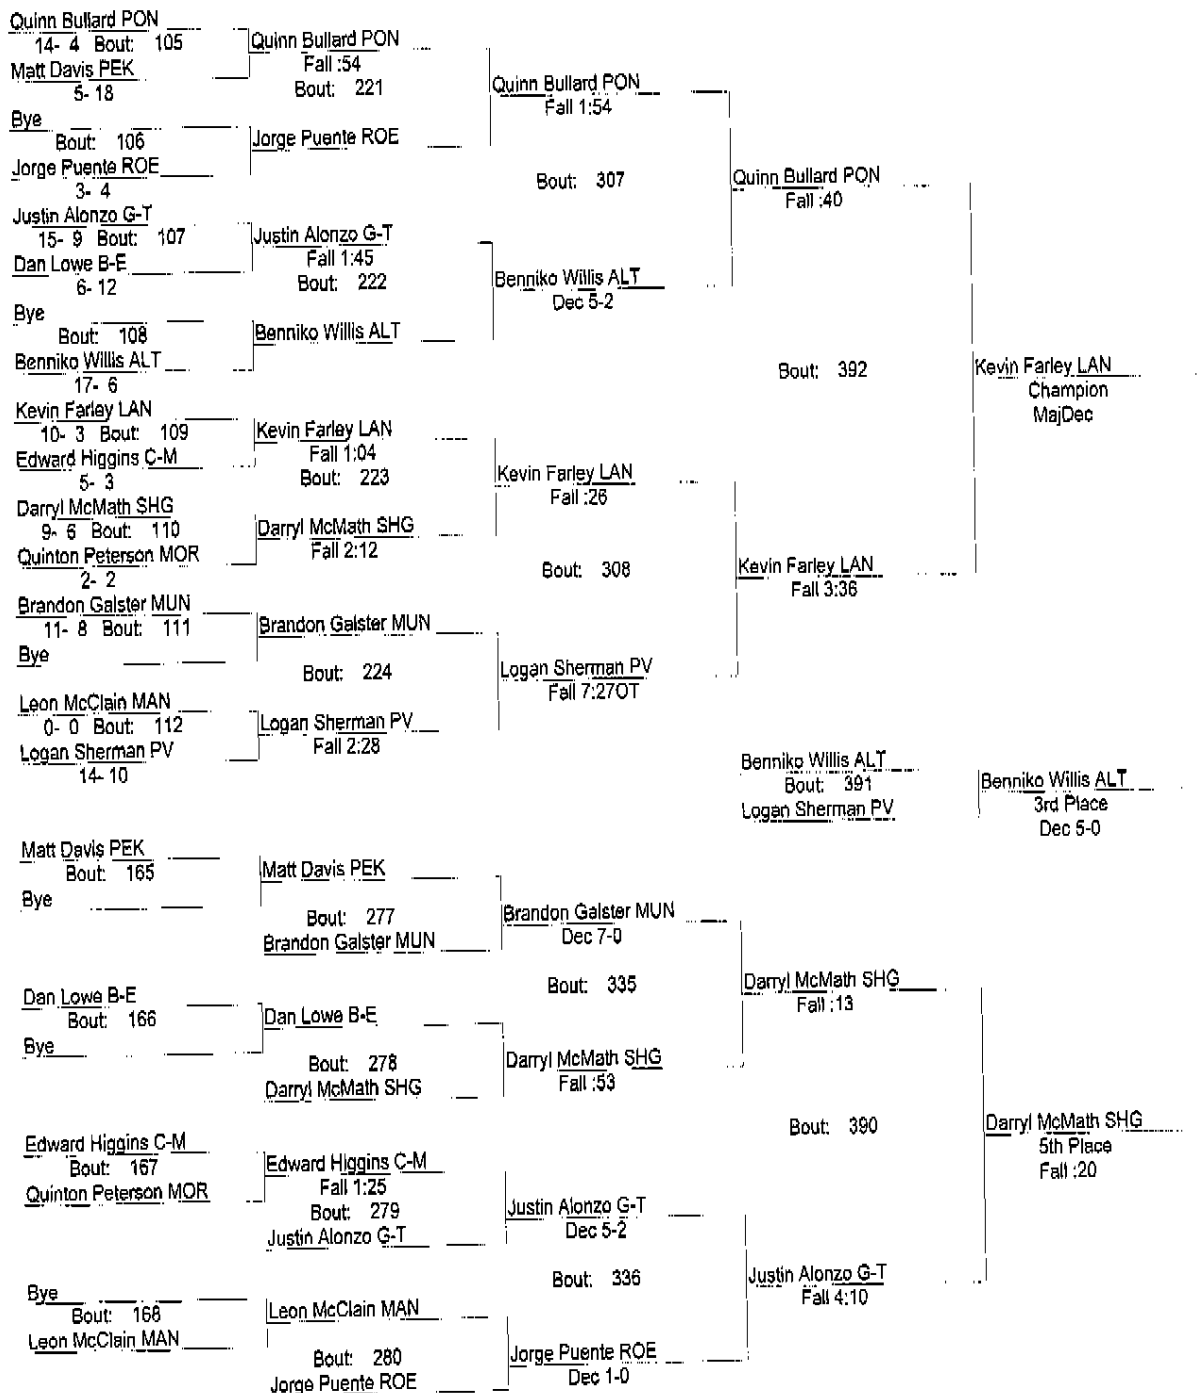 Quinn Bullard PON
14- 4 Bout: 105
Matt Davis PEK
5- 18
Bye
Bout: 106
Jorge Puente ROE
3- 4
Justin Alonzo G-T
15- 9 Bout: 107
Dan Lowe B-E
6- 12
Bye
Bout: 108
Benniko Willis ALT
17- 6
Kevin Farley LAN
10- 3 Bout: 109
Edward Higgins C-M
5- 3
Darryl McMath SHG
9- 6 Bout: 110
Quinton Peterson MOR
2- 2
Brandon Galster MUN
11- 8 Bout: 111
Bye
Leon McClain MAN
0- 0 Bout: 112
Logan Sherman PV
14- 10
Quinn Bullard PON
Fall :54
Bout: 221
Jorge Puente ROE
Justin Alonzo G-T
Fall 1:45
Bout: 222
Benniko Willis ALT
Kevin Farley LAN
Fall 1:04
Bout: 223
Darryl McMath SHG
Fall 2:12
Brandon Galster MUN
Bout: 224
Logan Sherman PV
Fall 2:28
Quinn Bullard PON
Fall 1:54
Bout: 307
Benniko Willis ALT
Dec 5-2
Kevin Farley LAN
Fall :26
Bout: 308
Logan Sherman PV
Fall 7:27OT
Quinn Bullard PON
Fall :40
Bout: 392
Kevin Farley LAN
Fall 3:36
Kevin Farley LAN
Champion
MajDec
Benniko Willis ALT
Bout: 391
Logan Sherman PV
Benniko Willis ALT
3rd Place
Dec 5-0
Matt Davis PEK
Bout: 165
Bye
Dan Lowe B-E
Bout: 166
Bye
Edward Higgins C-M
Bout: 167
Quinton Peterson MOR
Bye
Bout: 168
Leon McClain MAN
Matt Davis PEK
Bout: 277
Brandon Galster MUN
Dan Lowe B-E
Bout: 278
Darryl McMath SHG
Edward Higgins C-M
Fall 1:25
Bout: 279
Justin Alonzo G-T
Leon McClain MAN
Bout: 280
Jorge Puente ROE
Brandon Galster MUN
Dec 7-0
Bout: 335
Darryl McMath SHG
Fall :53
Justin Alonzo G-T
Dec 5-2
Bout: 336
Jorge Puente ROE
Dec 1-0
Darryl McMath SHG
Fall :13
Bout: 390
Justin Alonzo G-T
Fall 4:10
Darryl McMath SHG
5th Place
Fall :20